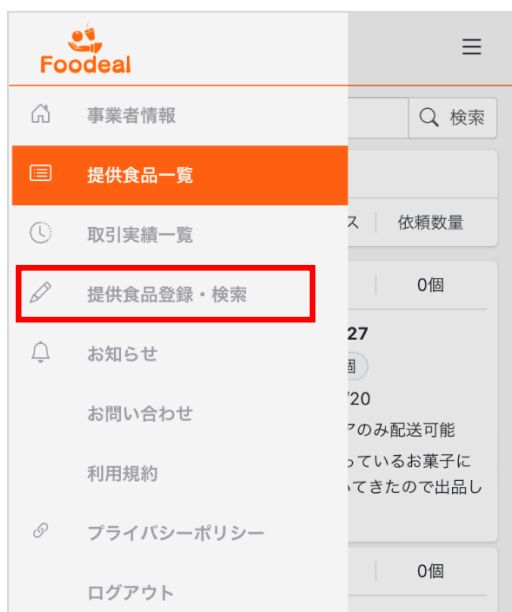 Foodeal
事業者情報
検索
提供食品一覧
取引実績一覧
ス 依頼数量
提供食品登録・検索
0個
お知らせ
27
個
お問い合わせ
/20
アのみ配送可能
っているお菓子に
利用規約
いてきたので出品し
プライバシーポリシー
ログアウト
0個